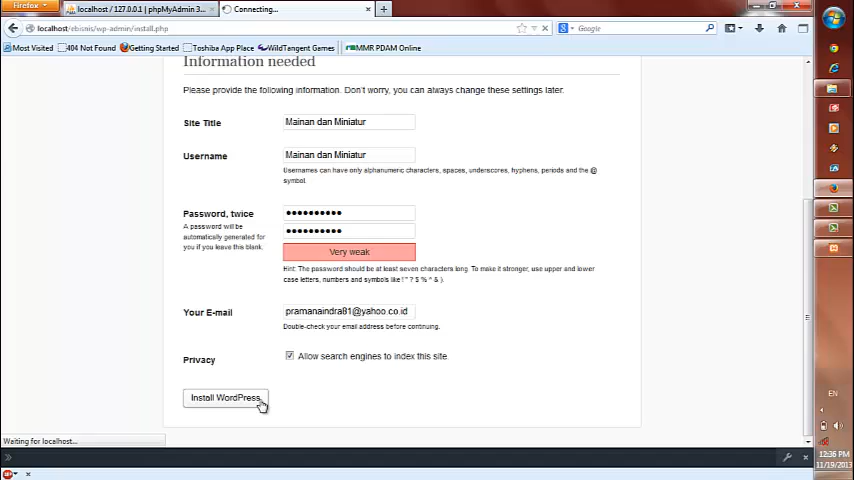 Firefox
localhost / 127.0.0.1 | phpMyAdmin 3....
Connecting...
localhost/ebisnis/wp-admin/install.php
Google
Most Visited
404 Not Found
Getting Started
Toshiba App Place
WildTangent Games
MMR PDAM Online
Information needed
Please provide the following information. Don't worry, you can always change these settings later.
Site Title
Mainan dan Miniatur
Username
Mainan dan Miniatur
Usernames can have only alphanumeric characters, spaces, underscores, hyphens, periods and the @
symbol.
Password, twice
A password will be
automatically generated for
you if you leave this blank.
Very weak
Hint: The password should be at least seven characters long. To make it stronger, use upper and lower
case letters, numbers and symbols like ! " ? $ % ^ & ).
Your E-mail
pramanaindra81@yahoo.co.id
Double-check your email address before continuing.
Privacy
Allow search engines to index this site.
Install WordPress
Waiting for localhost...
EN
12:36 PM
11/19/2013